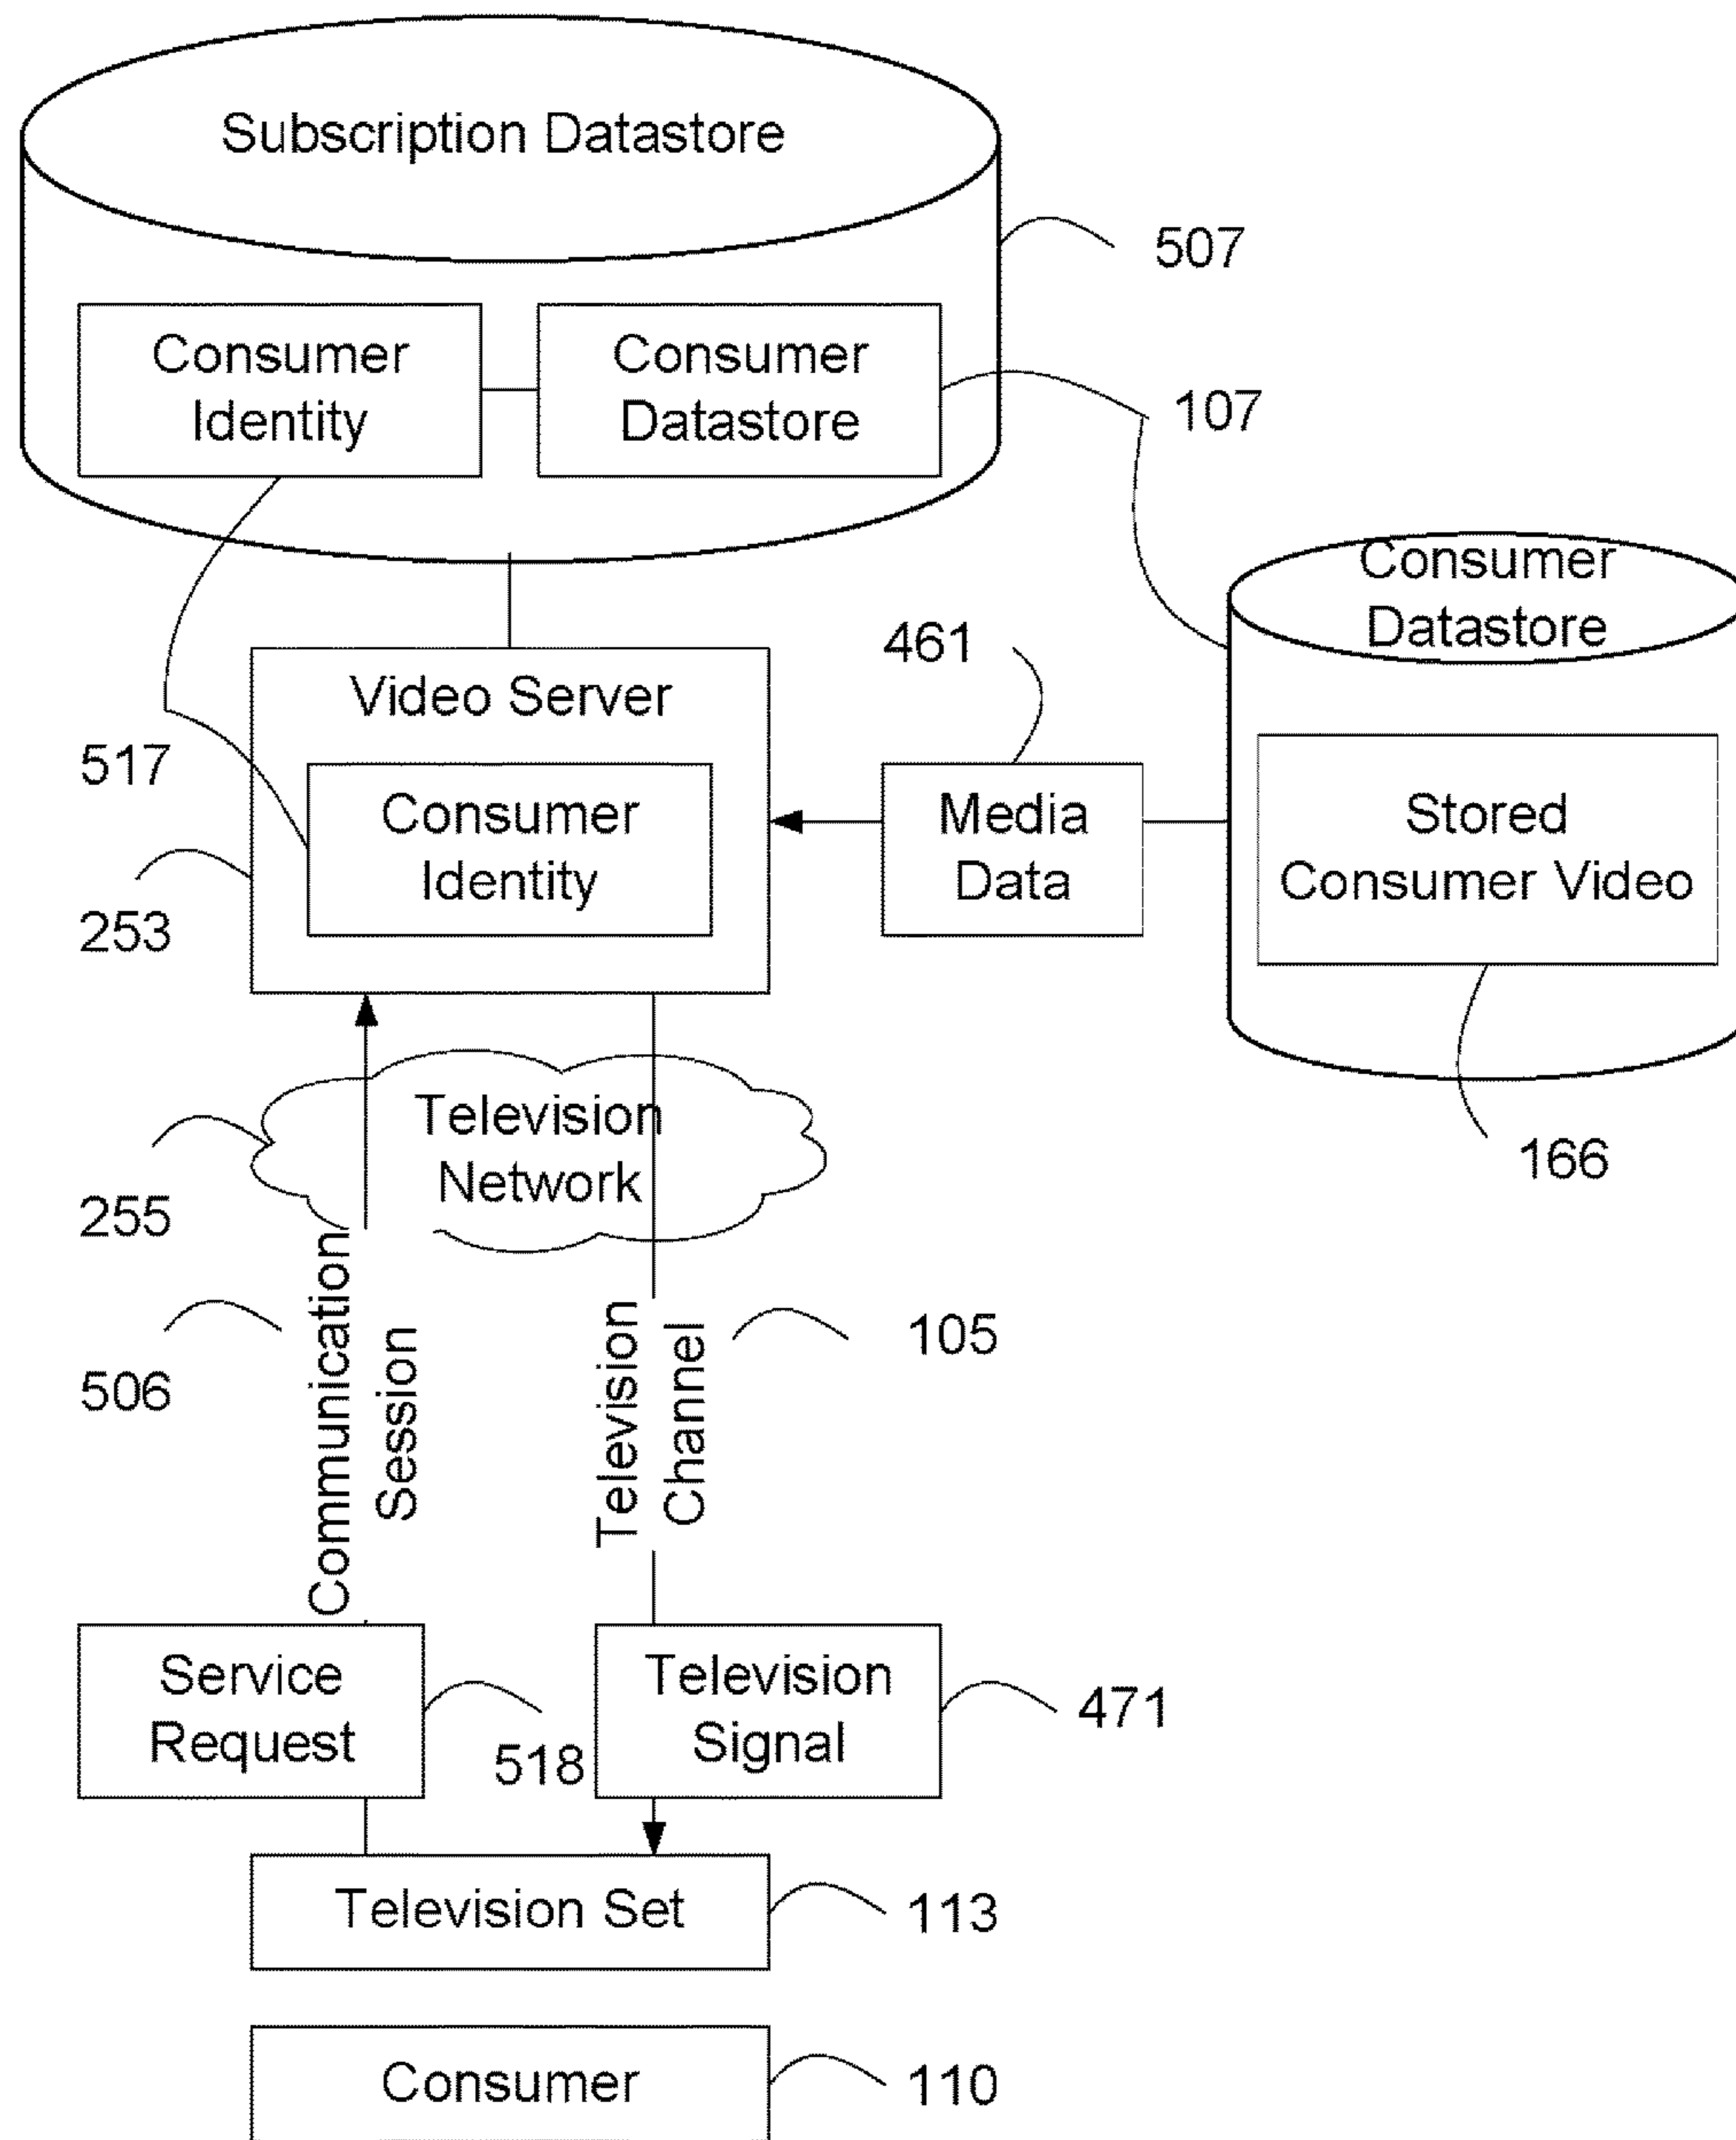 Subscription Datastore
507
Consumer
Identity
Consumer
Datastore
107
Consumer
Datastore
461
Video Server
517
Consumer
Identity
Media
Data
Stored
Consumer Video
253
Television
Network
166
255
Communication
Session
Television
Channel
105
506
Service
Request
518
Television
Signal
471
Television Set
113
Consumer
110